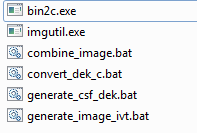 bin2c.exe
imgutil.exe
combine_image.bat
convert_dek_c.bat
generate_csf_dek.bat
generate_image_ivt.bat